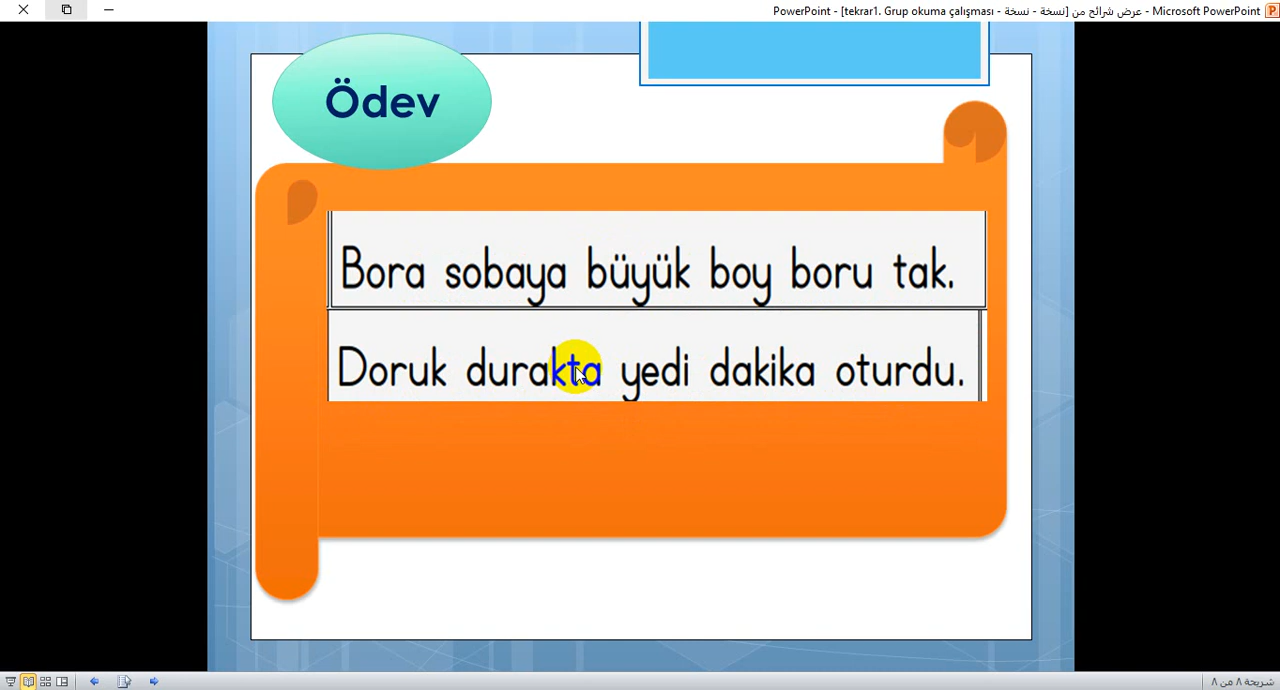 PowerPoint - [tekrar1. Grup okuma çalışması - نسخة - نسخة] عرض شرائح من - Microsoft PowerPoint
Ödev
Bora sobaya büyük boy boru tak.
Doruk durakta yedi dakika oturdu.
شريحة ٨ من ٨